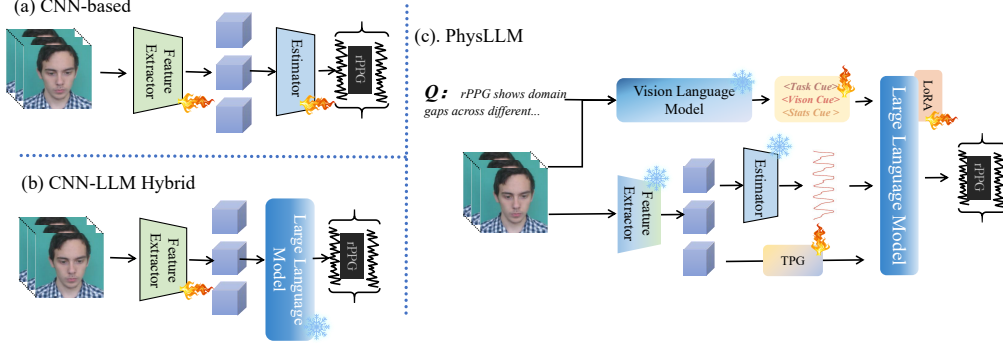 (a) CNN-based
Feature
Extractor
Estimator
rPPG
(b) CNN-LLM Hybrid
Feature
Extractor
Large Language
Model
rPPG
(c). PhysLLM
Q: rPPG shows domain
gaps across different...
Vision Language
Model
<Task Cue>
<Vison Cue>
<Stats Cue >
LoRA
Large Language Model
Feature
Extractor
Estimator
TPG
rPPG